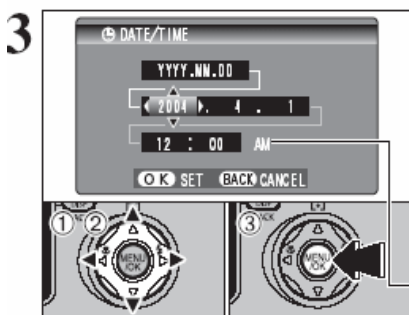 3
DATE/TIME
YYYY.MM.DD
2004 . 4 . 1
12 : 00 AM
OK SET BACK CANCEL
① ② ③
MENU /OK MENU /OK